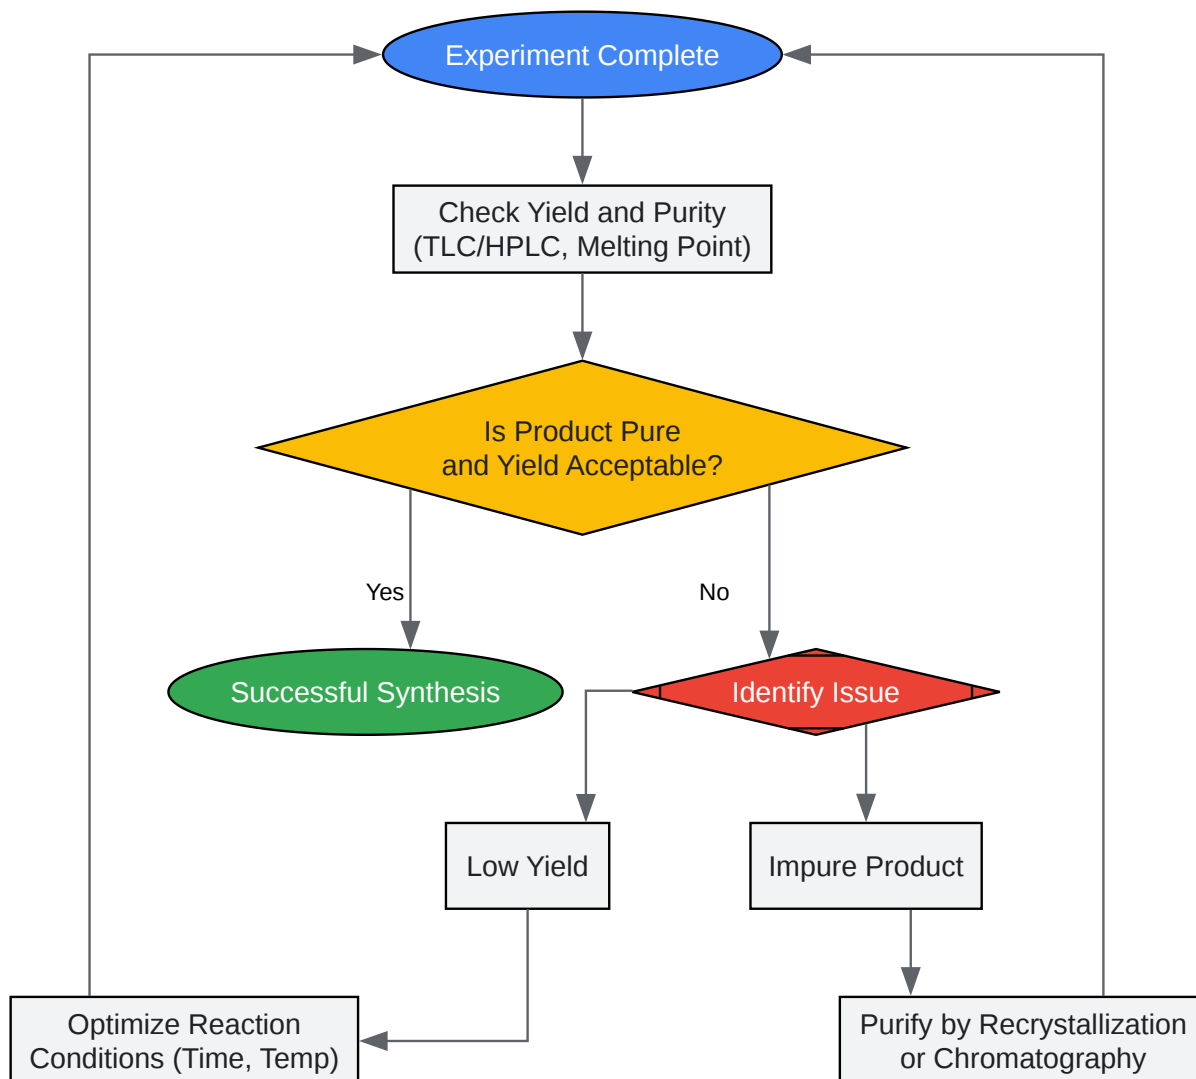 Experiment Complete
Check Yield and Purity
(TLC/HPLC, Melting Point)
Is Product Pure
and Yield Acceptable?
Yes
No
Successful Synthesis
Identify Issue
Low Yield
Impure Product
Optimize Reaction
Conditions (Time, Temp)
Purify by Recrystallization
or Chromatography